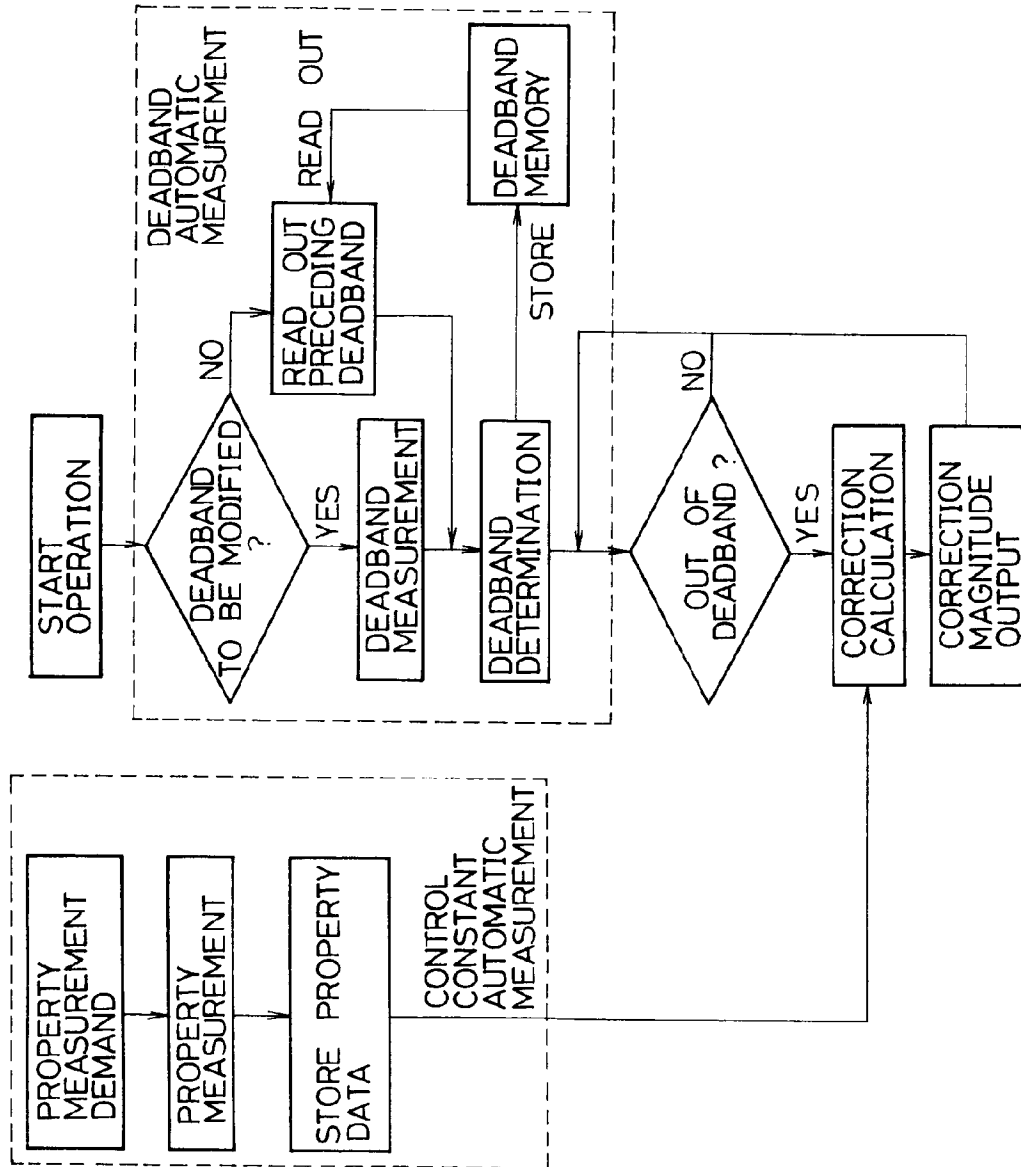 PROPERTY
MEASUREMENT
DEMAND
PROPERTY
MEASUREMENT
STORE PROPERTY
DATA
CONTROL
CONSTANT
AUTOMATIC
MEASUREMENT
START
OPERATION
DEADBAND
AUTOMATIC
MEASUREMENT
DEADBAND
TO BE MODIFIED
?
NO
YES
READ OUT
PRECEDING
DEADBAND
READ OUT
DEADBAND
MEASUREMENT
DEADBAND
DETERMINATION
STORE
DEADBAND
MEMORY
OUT OF
DEADBAND ?
NO
YES
CORRECTION
CALCULATION
CORRECTION
MAGNITUDE
OUTPUT